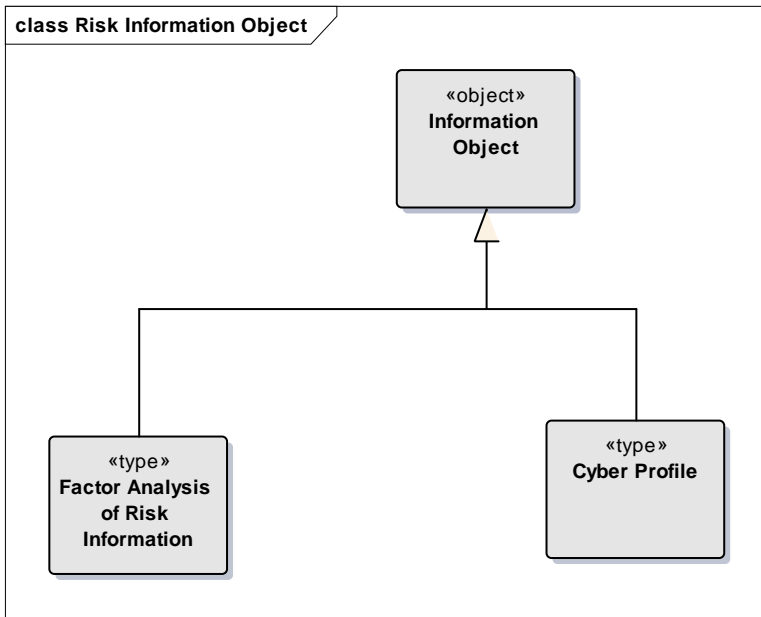 class Risk Information Object
«object»
Information
Object
«type»
Factor Analysis
of Risk
Information
«type»
Cyber Profile